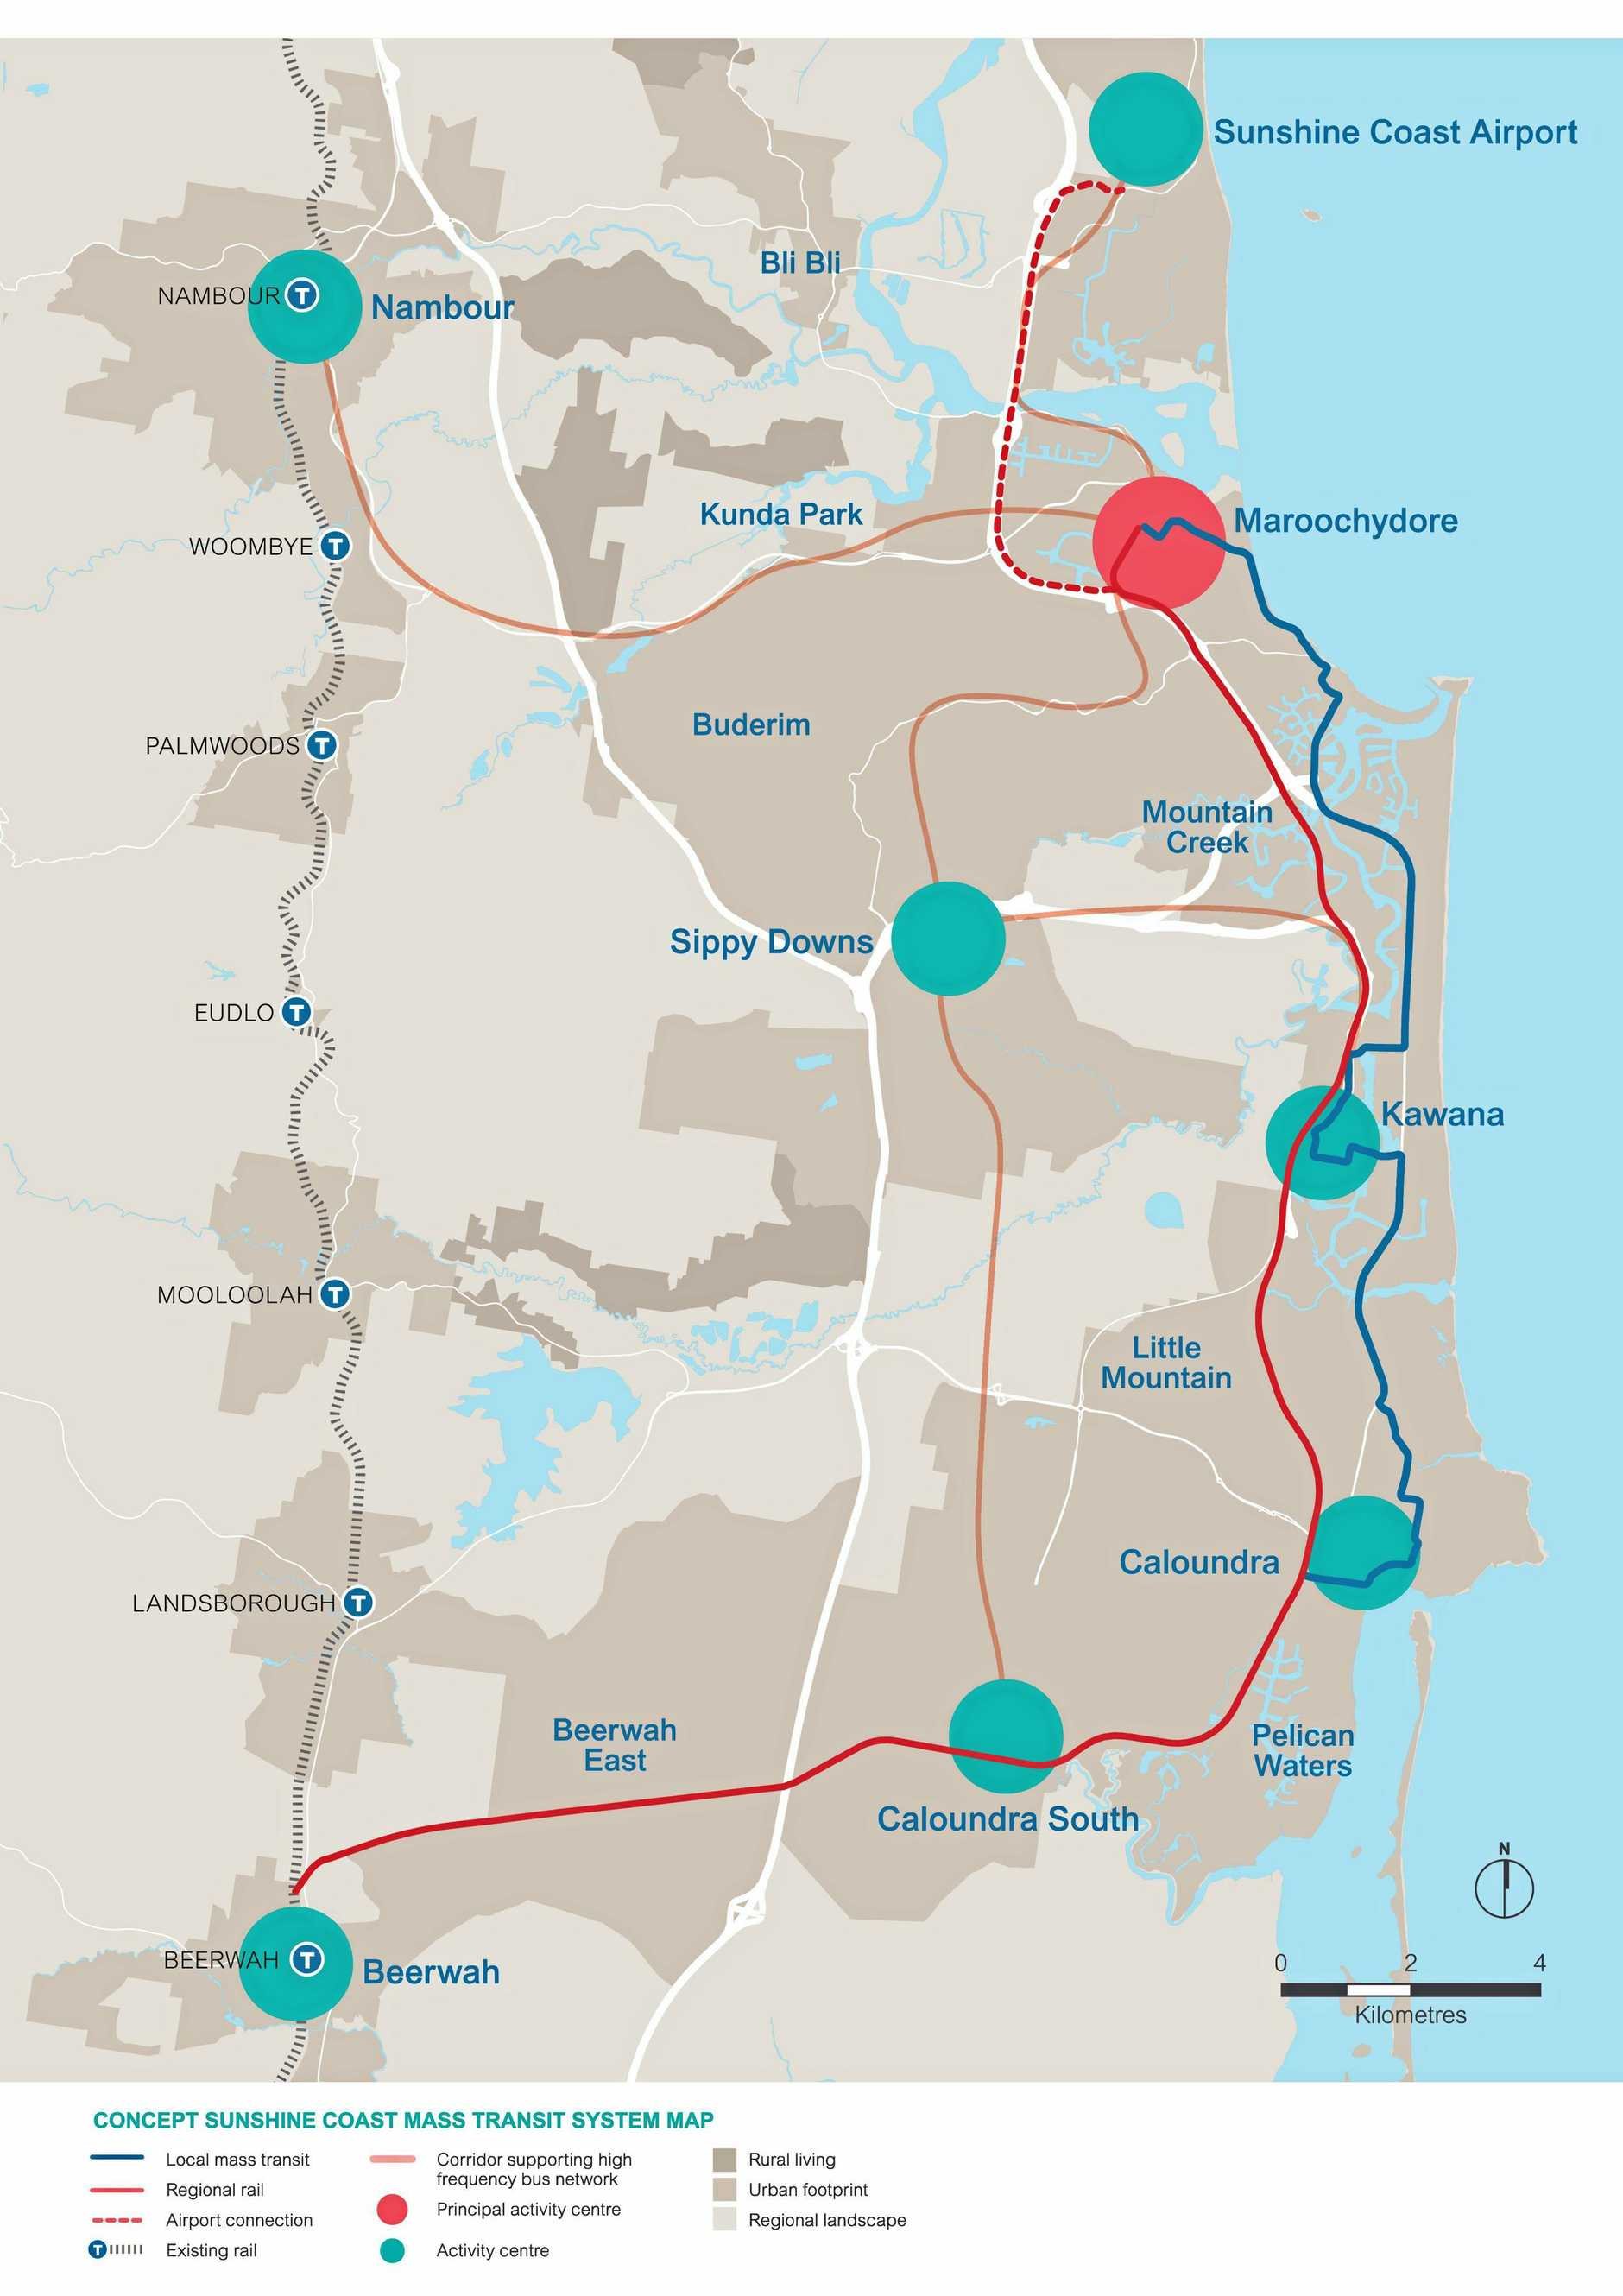 Sunshine Coast Airport
Bli Bli
NAMBOUR T
Nambour
Kunda Park
Maroochydore
WOOMBYE T
Buderim
PALMWOODS T
Mountain
Creek
Sippy Downs
EUDLO T
Kawana
MOOLOOLAH T
Little
Mountain
Caloundra
LANDSBOROUGH T
Beerwah
East
Pelican
Waters
Caloundra South
N
BEERWAH T
Beerwah
0 2 4
Kilometres
CONCEPT SUNSHINE COAST MASS TRANSIT SYSTEM MAP
Local mass transit
Regional rail
Airport connection
T Existing rail
Corridor supporting high
frequency bus network
Principal activity centre
Activity centre
Rural living
Urban footprint
Regional landscape